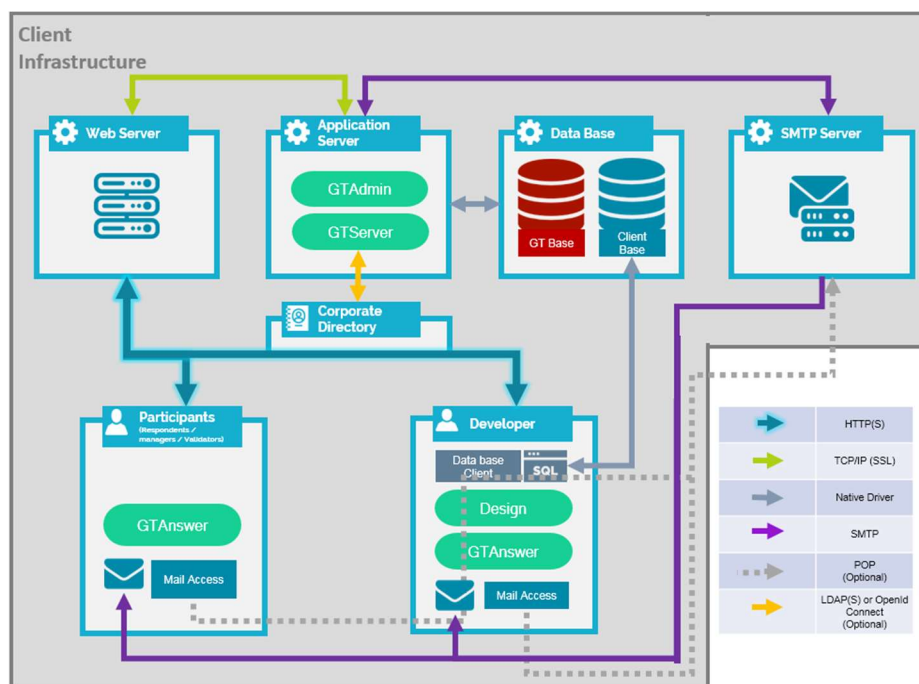 Client
Infrastructure
Web Server
Application
Server
Data Base
SMTP Server
GTAdmin
GTServer
GT Base
Client
Base
Corporate
Directory
Participants
(Respondents /
managers / Validators)
Developer
Data base
Client
SQL
GTAnswer
Design
GTAnswer
Mail Access
Mail Access
HTTP(S)
TCP/IP (SSL)
Native Driver
SMTP
POP
(Optional)
LDAP(S) or OpenId
Connect
(Optional)